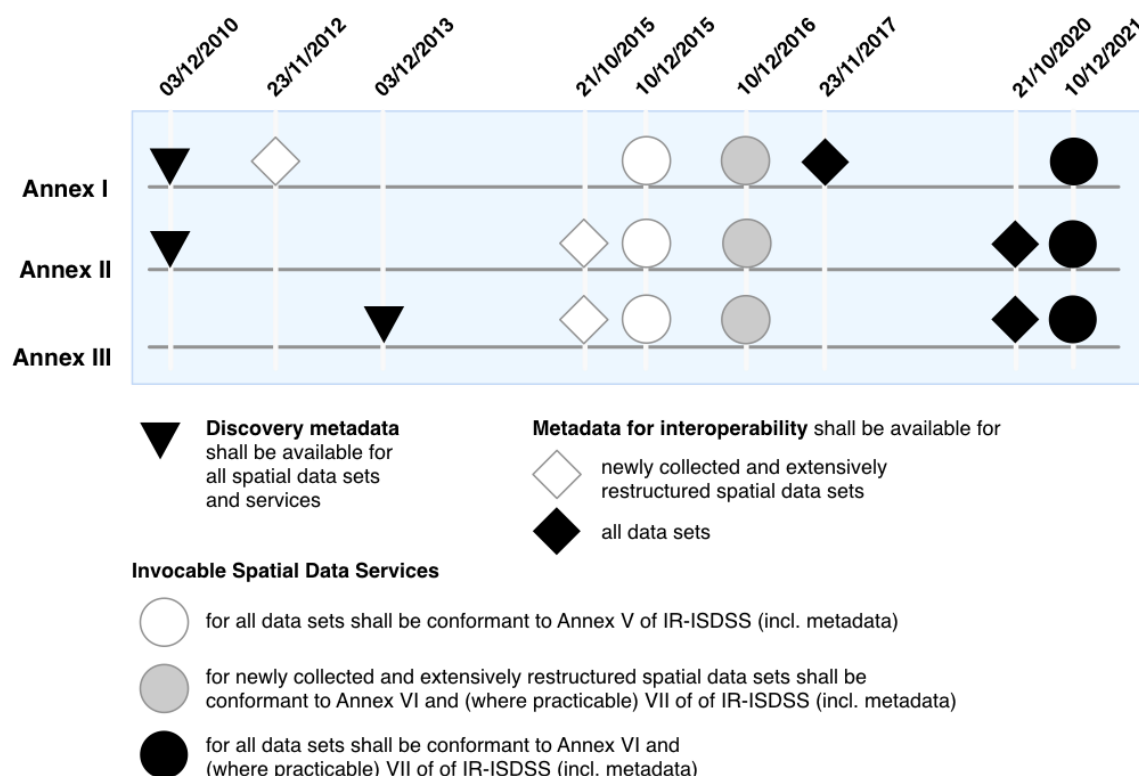 03/12/2010
23/11/2012
03/12/2013
21/10/2015
10/12/2015
10/12/2016
23/11/2017
21/10/2020
10/12/2021
Annex I
Annex II
Annex III
Discovery metadata
shall be available for
all spatial data sets
and services
Metadata for interoperability shall be available for
newly collected and extensively
restructured spatial data sets
all data sets
Invocable Spatial Data Services
for all data sets shall be conformant to Annex V of IR-ISDSS (incl. metadata)
for newly collected and extensively restructured spatial data sets shall be
conformant to Annex VI and (where practicable) VII of of IR-ISDSS (incl. metadata)
for all data sets shall be conformant to Annex VI and
(where practicable) VII of of IR-ISDSS (incl. metadata)